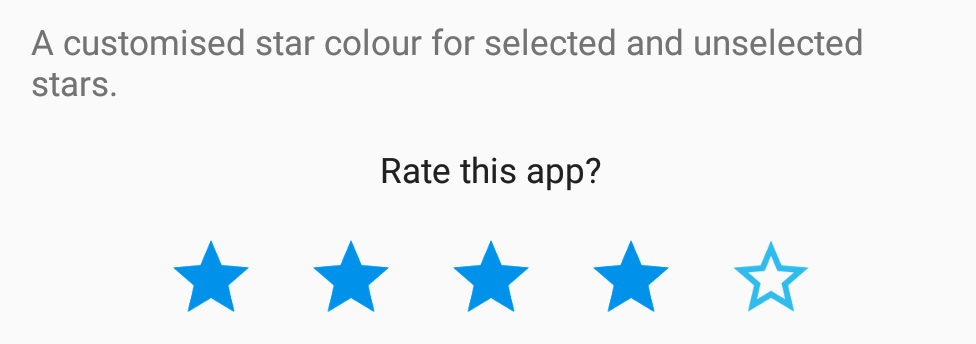 A customised star colour for selected and unselected
stars.
Rate this app?